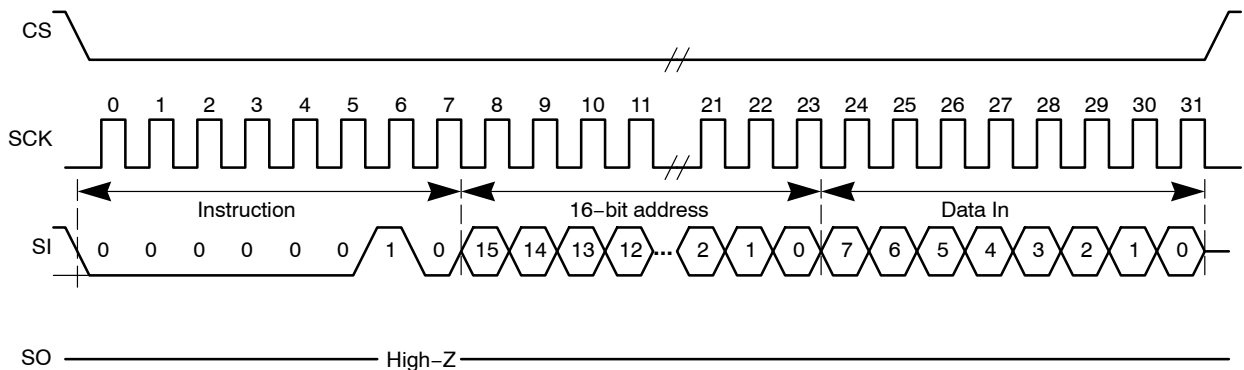 CS
0 1 2 3 4 5 6 7 8 9 10 11 21 22 23 24 25 26 27 28 29 30 31
SCK
Instruction 16−bit address Data In
SI 0 0 0 0 0 0 1 0 15 14 13 12 ... 2 1 0 7 6 5 4 3 2 1 0
SO High−Z